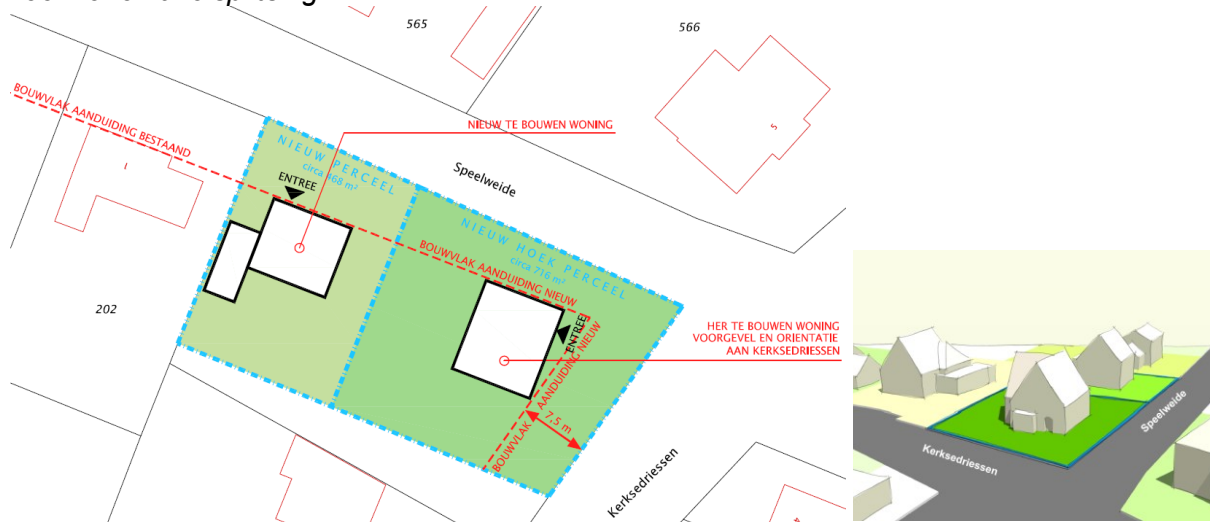 565
566
BOUWVLAK AANDUIDING BESTAAND
NIEUW TE BOUWEN WONING
NIEUW PERCEEL
circa 468 m²
ENTREE
Speelweide
5
1
NIEUW HOEK PERCEEL
circa 716 m²
BOUWVLAK AANDUIDING NIEUW
202
HER TE BOUWEN WONING
VOORGEVEL EN ORIENTATIE
AAN KERKSEDRIESSEN
ENTREE
BOUWVLAK AANDUIDING NIEUW
7,5 m
Kerksedriessen
Speelweide
Kerksedriessen